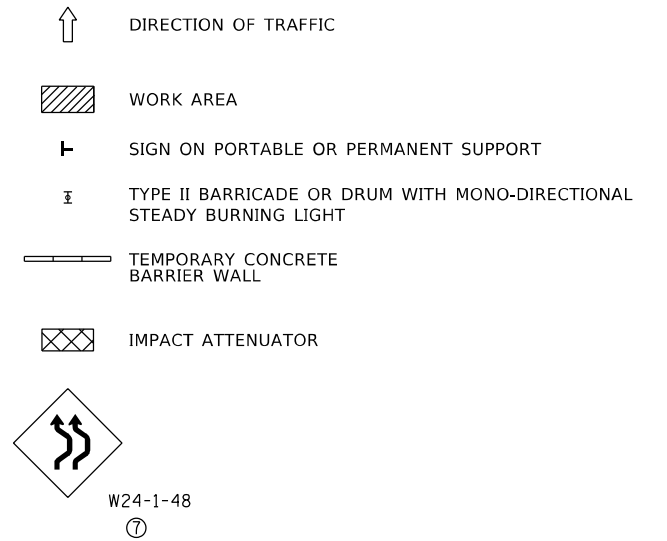 DIRECTION OF TRAFFIC
WORK AREA
SIGN ON PORTABLE OR PERMANENT SUPPORT
TYPE II BARRICADE OR DRUM WITH MONO-DIRECTIONAL
STEADY BURNING LIGHT
TEMPORARY CONCRETE
BARRIER WALL
IMPACT ATTENUATOR
W24-1-48
7